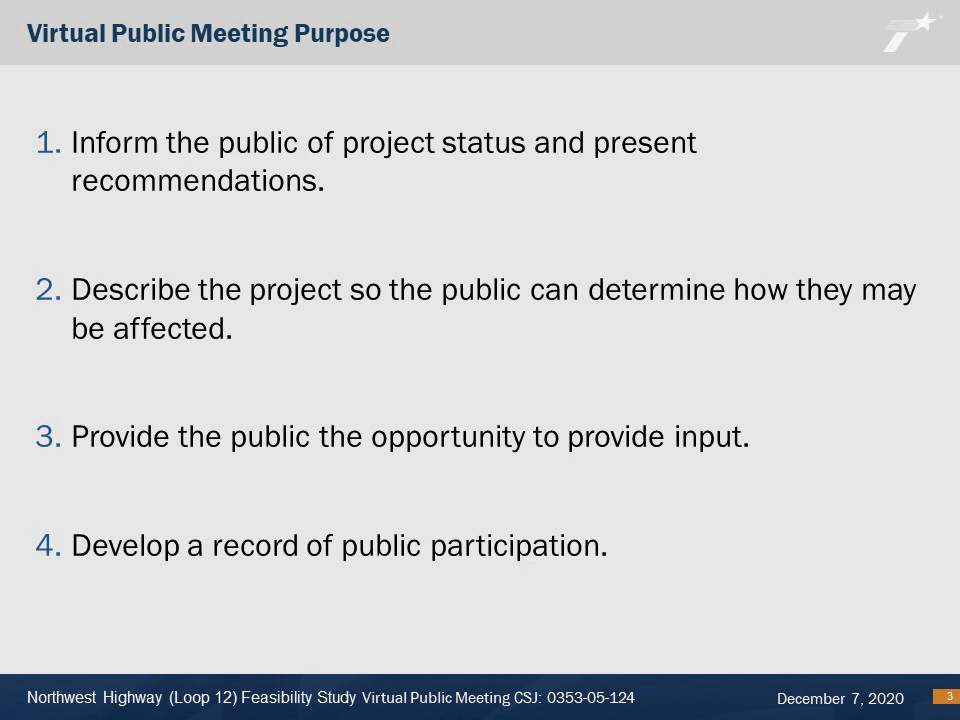 Virtual Public Meeting Purpose
1. Inform the public of project status and present
recommendations.
2. Describe the project so the public can determine how they may
be affected.
3. Provide the public the opportunity to provide input.
4. Develop a record of public participation.
Northwest Highway (Loop 12) Feasibility Study Virtual Public Meeting CSJ: 0353-05-124
December 7, 2020
3